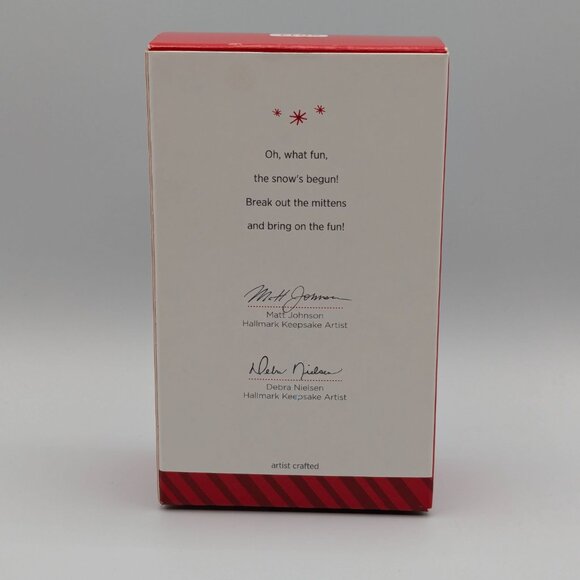 Oh, what fun,
the snow's begun!
Break out the mittens
and bring on the fun!
Matt Johnson
Matt Johnson
Hallmark Keepsake Artist
Debra Nielsen
Debra Nielsen
Hallmark Keepsake Artist
artist crafted